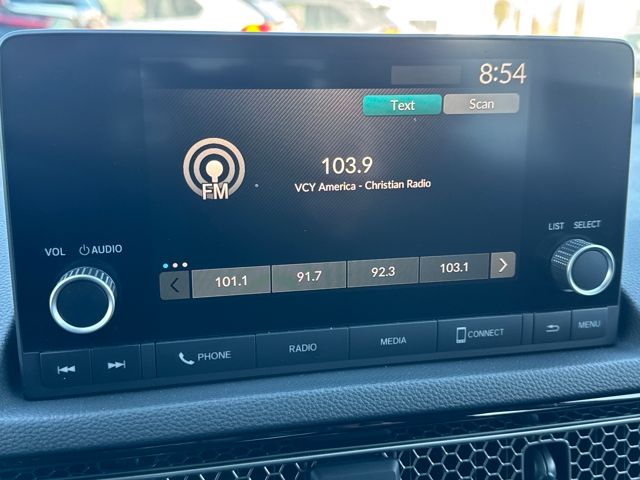 8:54
Text Scan
103.9
FM
VCY America - Christian Radio
VOL AUDIO
LIST SELECT
101.1 91.7 92.3 103.1
PHONE RADIO MEDIA CONNECT MENU